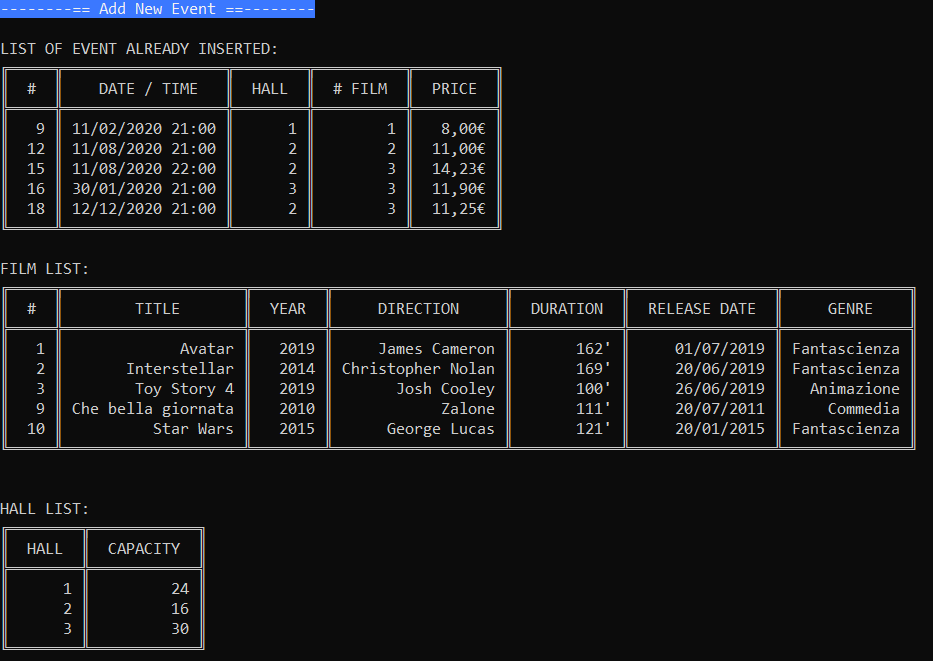 --------== Add New Event ==--------
LIST OF EVENT ALREADY INSERTED:
# DATE / TIME HALL # FILM PRICE
9 11/02/2020 21:00 1 1 8,00€
12 11/08/2020 21:00 2 2 11,00€
15 11/08/2020 22:00 2 3 14,23€
16 30/01/2020 21:00 3 3 11,90€
18 12/12/2020 21:00 2 3 11,25€
FILM LIST:
# TITLE YEAR DIRECTION DURATION RELEASE DATE GENRE
1 Avatar 2019 James Cameron 162' 01/07/2019 Fantascienza
2 Interstellar 2014 Christopher Nolan 169' 20/06/2019 Fantascienza
3 Toy Story 4 2019 Josh Cooley 100' 26/06/2019 Animazione
9 Che bella giornata 2010 Zalone 111' 20/07/2011 Commedia
10 Star Wars 2015 George Lucas 121' 20/01/2015 Fantascienza
HALL LIST:
HALL CAPACITY
1 24
2 16
3 30